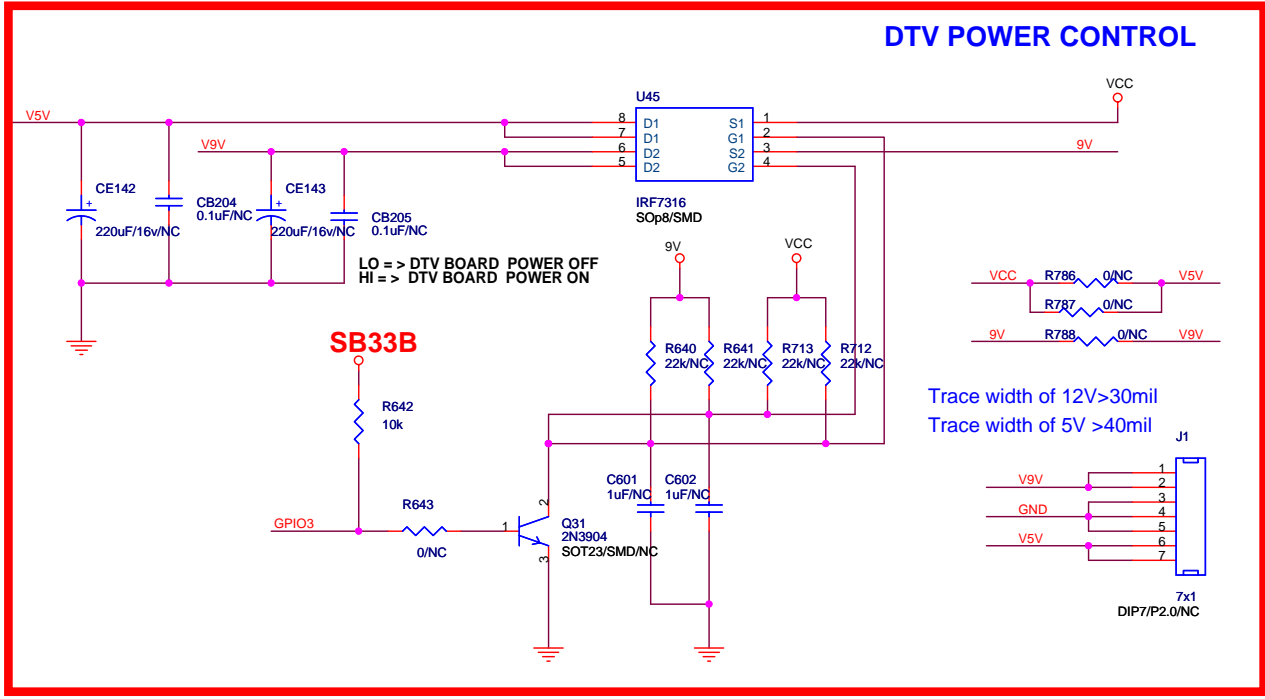 DTV POWER CONTROL
VCC
U45
V5V
8 D1 S1 1
7 D1 G1 2
6 D2 S2 3
5 D2 G2 4
V9V
9V
IRF7316
SOp8/SMD
CE142
220uF/16v/NC
CB204
0.1uF/NC
CE143
220uF/16v/NC
CB205
0.1uF/NC
LO = > DTV BOARD POWER OFF
HI = > DTV BOARD POWER ON
9V
VCC
VCC R786 0/NC V5V
R787 0/NC
9V R788 0/NC V9V
SB33B
R640
22k/NC
R641
22k/NC
R713
22k/NC
R712
22k/NC
R642
10k
Trace width of 12V>30mil
Trace width of 5V >40mil
J1
C601
1uF/NC
C602
1uF/NC
GPIO3
R643
0/NC
1
2
3
Q31
2N3904
SOT23/SMD/NC
V9V
GND
V5V
1
2
3
4
5
6
7
7x1
DIP7/P2.0/NC